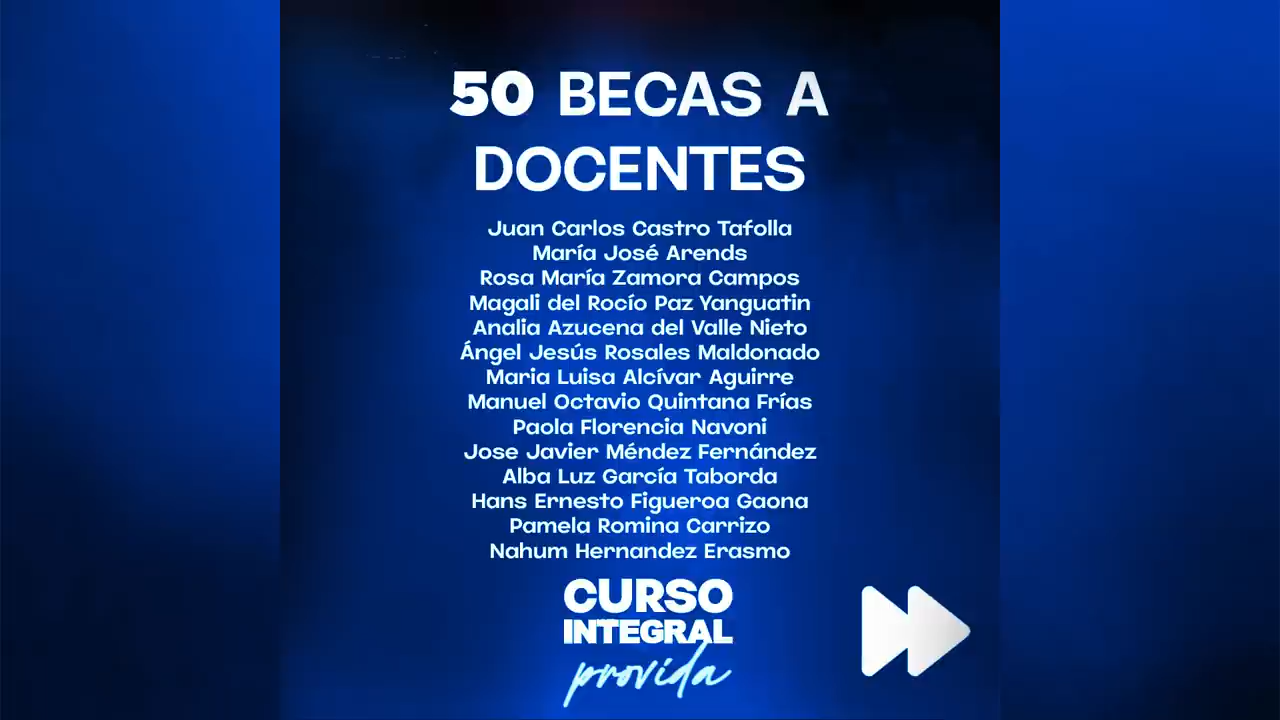 50 BECAS A
DOCENTES
Juan Carlos Castro Tafolla
María José Arends
Rosa María Zamora Campos
Magali del Rocío Paz Yanguatin
Analia Azucena del Valle Nieto
Ángel Jesús Rosales Maldonado
Maria Luisa Alcívar Aguirre
Manuel Octavio Quintana Frías
Paola Florencia Navoni
Jose Javier Méndez Fernández
Alba Luz García Taborda
Hans Ernesto Figueroa Gaona
Pamela Romina Carrizo
Nahum Hernandez Erasmo
CURSO
INTEGRAL
provida